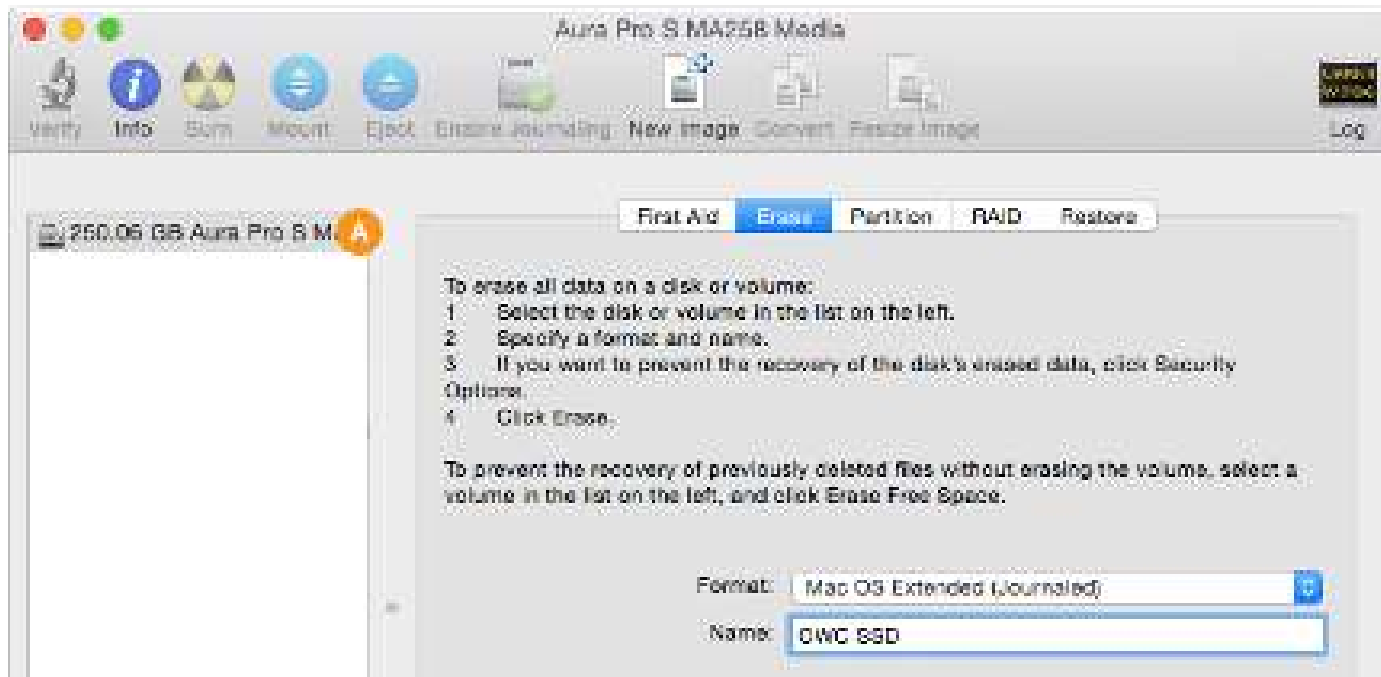 Aura Pro S MA258 Media
Verify Info Burn Mount Eject Enable Journaling New Image Convert Resize Image Log
250.06 GB Aura Pro S M A
First Aid Erase Partition RAID Restore
To erase all data on a disk or volume:
1 Select the disk or volume in the list on the left.
2 Specify a format and name.
3 If you want to prevent the recovery of the disk's erased data, click Security
Options.
4 Click Erase.
To prevent the recovery of previously deleted files without erasing the volume, select a
volume in the list on the left, and click Erase Free Space.
Format: Mac OS Extended (Journaled)
Name: OWC SSD